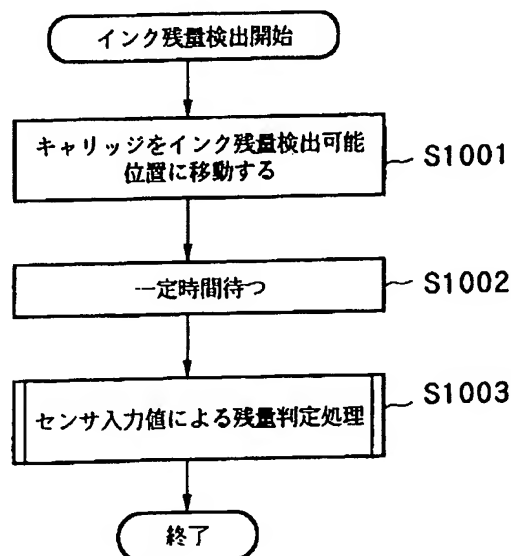 インク残量検出開始
キャリッジをインク残量検出可能
位置に移動する
S1001
一定時間待つ
S1002
センサ入力値による残量判定処理
S1003
終了